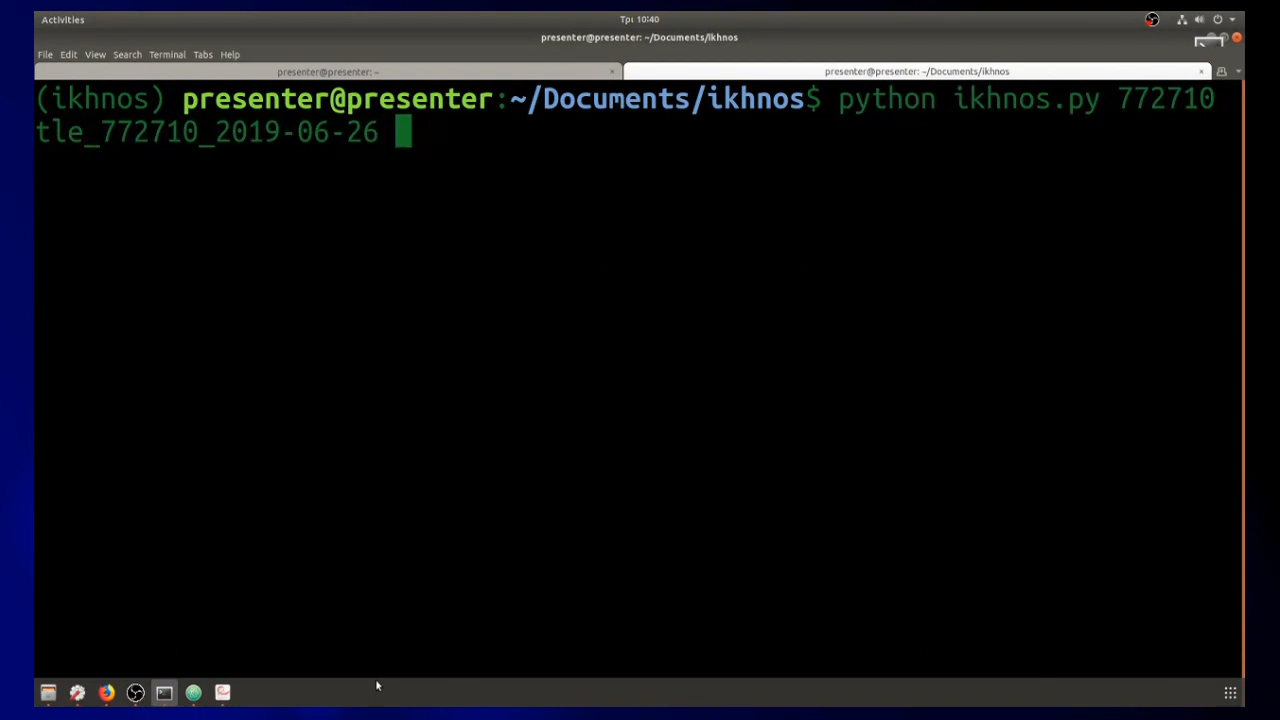 Activities
Τρι 10:40
presenter@presenter: ~/Documents/ikhnos
File Edit View Search Terminal Tabs Help
presenter@presenter: ~
presenter@presenter: ~/Documents/ikhnos
(ikhnos) presenter@presenter:~/Documents/ikhnos$ python ikhnos.py 772710
tle_772710_2019-06-26